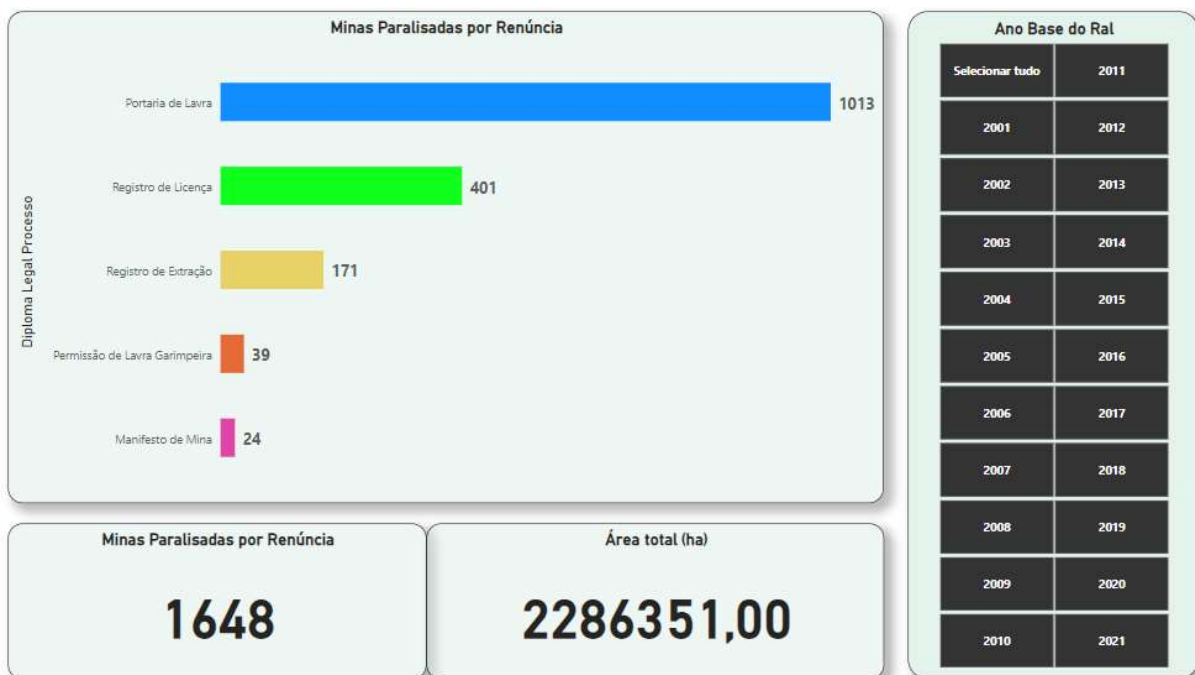 Minas Paralisadas por Renúncia
Diploma Legal Processo
Portaria de Lavra 1013
Registro de Licença 401
Registro de Extração 171
Permissão de Lavra Garimpeira 39
Manifesto de Mina 24
Minas Paralisadas por Renúncia
1648
Área total (ha)
2286351,00
Ano Base do Ral
Selecionar tudo 2011
2001 2012
2002 2013
2003 2014
2004 2015
2005 2016
2006 2017
2007 2018
2008 2019
2009 2020
2010 2021